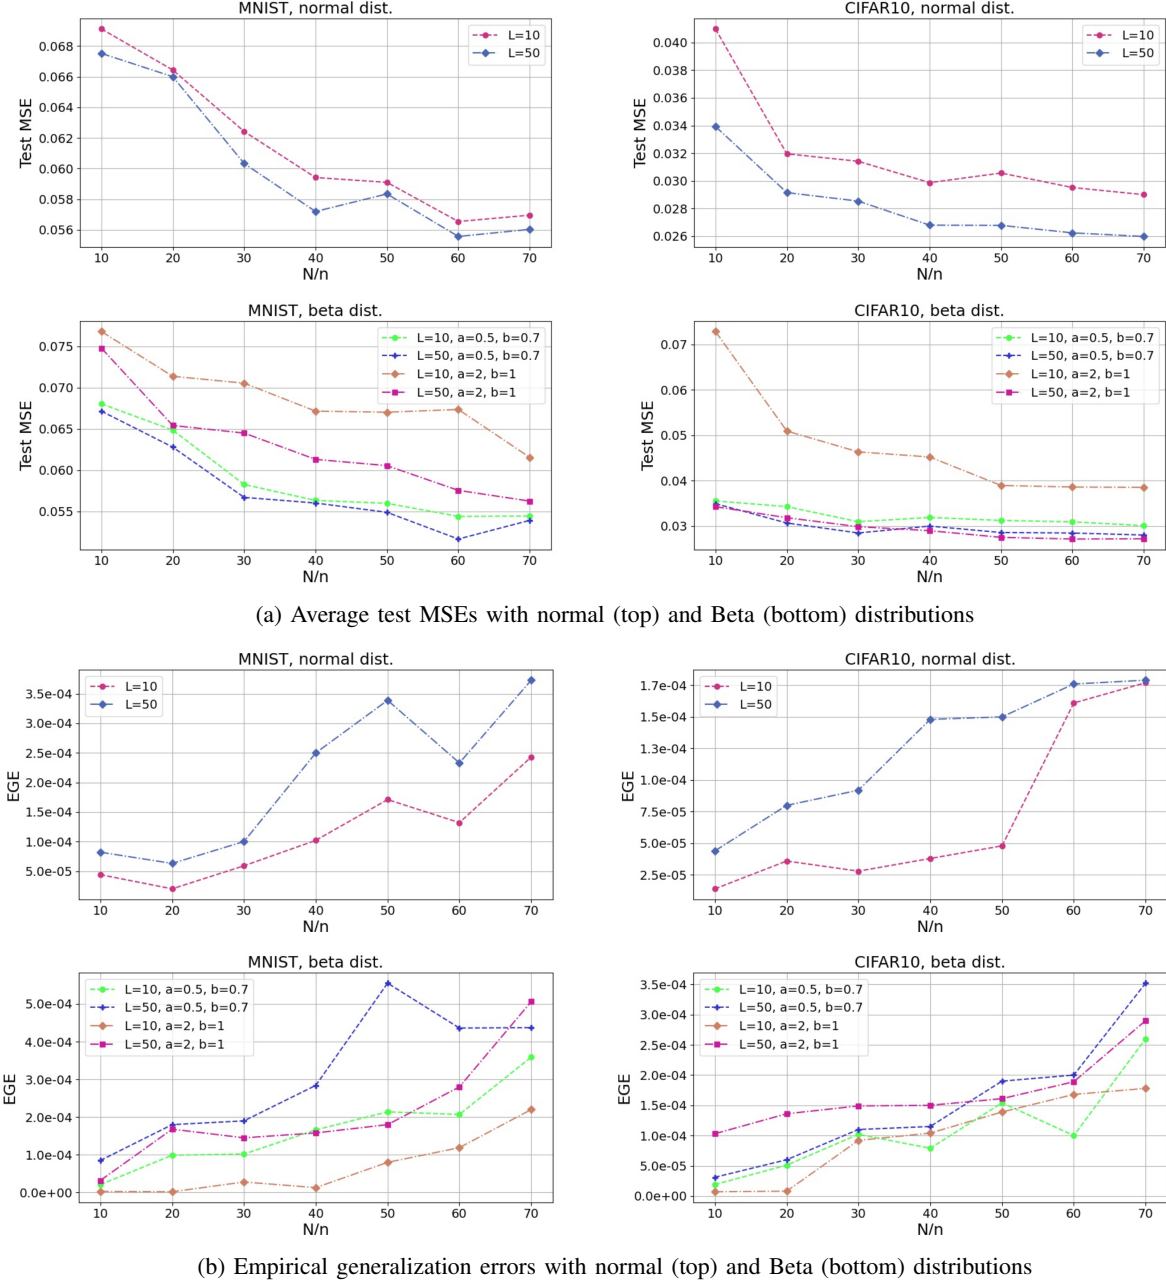 MNIST, normal dist.
0.068
0.066
0.064
0.062
0.060
0.058
0.056
Test MSE
L=10
L=50
10 20 30 40 50 60 70
N/n
CIFAR10, normal dist.
0.040
0.038
0.036
0.034
0.032
0.030
0.028
0.026
Test MSE
L=10
L=50
10 20 30 40 50 60 70
N/n
MNIST, beta dist.
0.075
0.070
0.065
0.060
0.055
Test MSE
L=10, a=0.5, b=0.7
L=50, a=0.5, b=0.7
L=10, a=2, b=1
L=50, a=2, b=1
10 20 30 40 50 60 70
N/n
CIFAR10, beta dist.
0.07
0.06
0.05
0.04
0.03
Test MSE
L=10, a=0.5, b=0.7
L=50, a=0.5, b=0.7
L=10, a=2, b=1
L=50, a=2, b=1
10 20 30 40 50 60 70
N/n
(a) Average test MSEs with normal (top) and Beta (bottom) distributions
MNIST, normal dist.
3.5e-04
3.0e-04
2.5e-04
2.0e-04
1.5e-04
1.0e-04
5.0e-05
EGE
L=10
L=50
10 20 30 40 50 60 70
N/n
CIFAR10, normal dist.
1.7e-04
1.5e-04
1.3e-04
1.0e-04
7.5e-05
5.0e-05
2.5e-05
EGE
L=10
L=50
10 20 30 40 50 60 70
N/n
MNIST, beta dist.
5.0e-04
4.0e-04
3.0e-04
2.0e-04
1.0e-04
0.0e+00
EGE
L=10, a=0.5, b=0.7
L=50, a=0.5, b=0.7
L=10, a=2, b=1
L=50, a=2, b=1
10 20 30 40 50 60 70
N/n
CIFAR10, beta dist.
3.5e-04
3.0e-04
2.5e-04
2.0e-04
1.5e-04
1.0e-04
5.0e-05
0.0e+00
EGE
L=10, a=0.5, b=0.7
L=50, a=0.5, b=0.7
L=10, a=2, b=1
L=50, a=2, b=1
10 20 30 40 50 60 70
N/n
(b) Empirical generalization errors with normal (top) and Beta (bottom) distributions